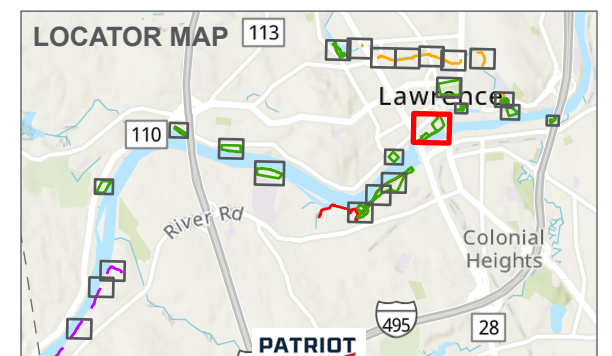 LOCATOR MAP
113
Lawrence
110
River Rd
Colonial
Heights
495
28
PATRIOT